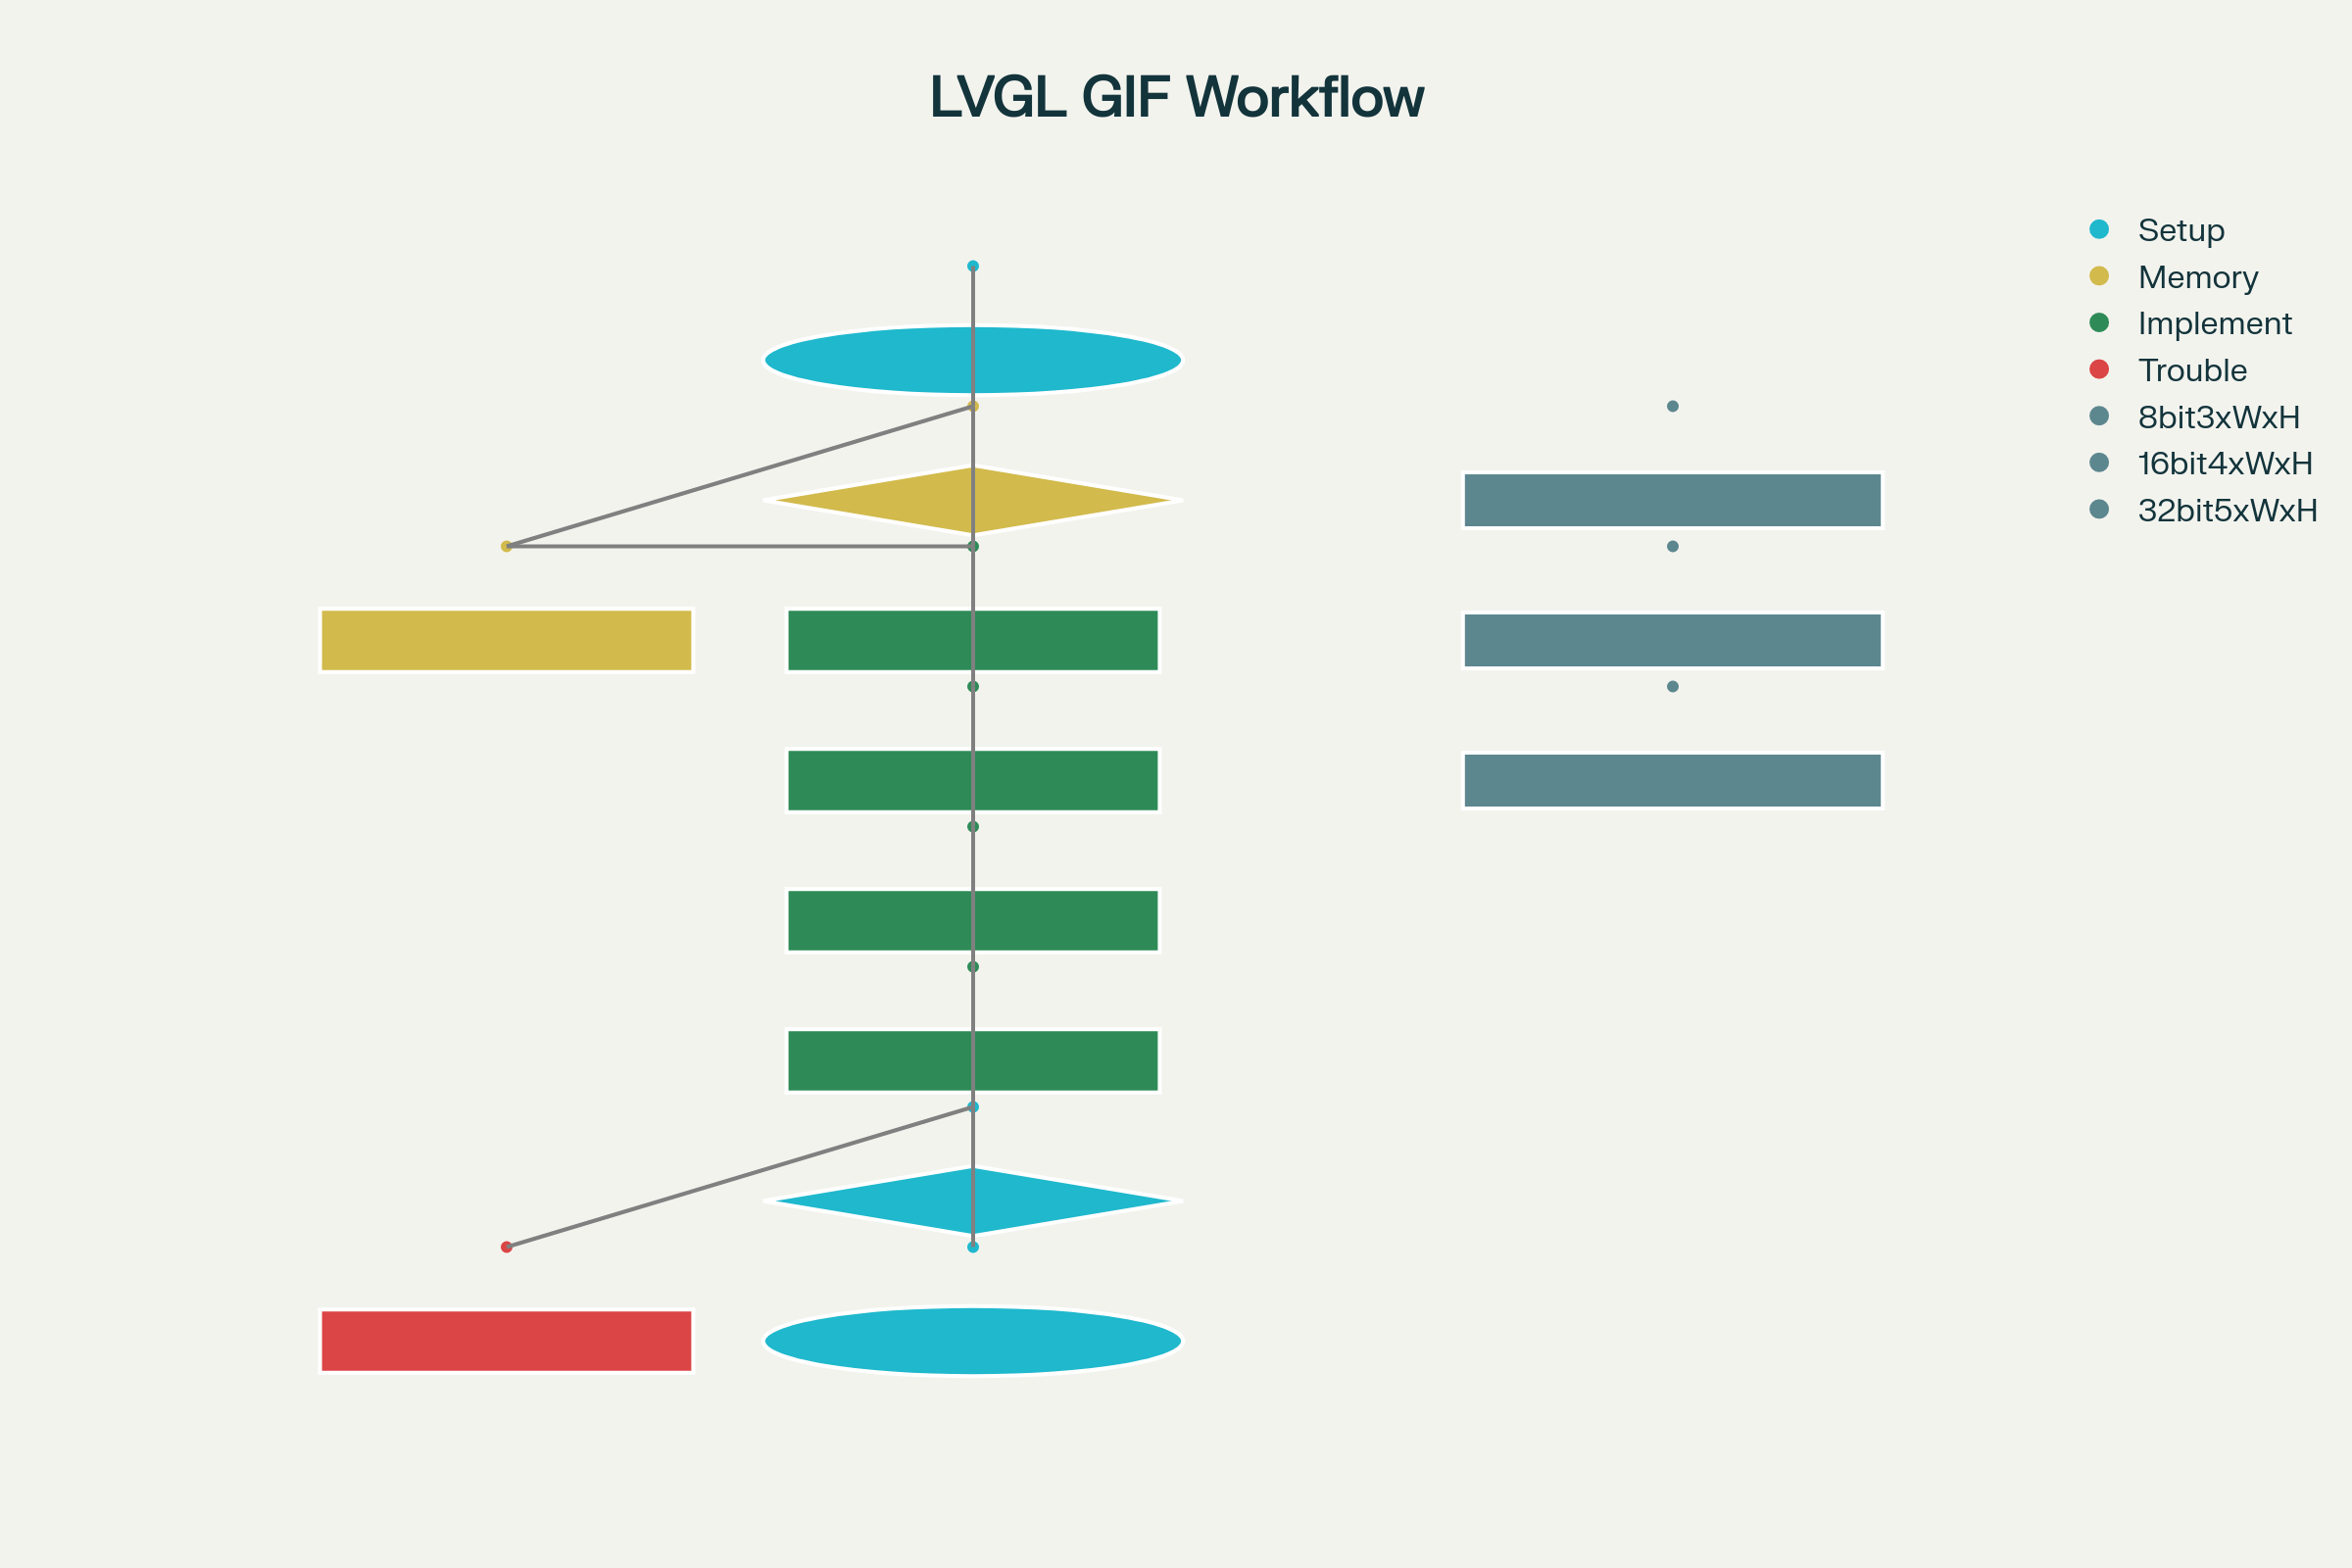 LVGL GIF Workflow
Setup
Memory
Implement
Trouble
8bit3xWxH
16bit4xWxH
32bit5xWxH